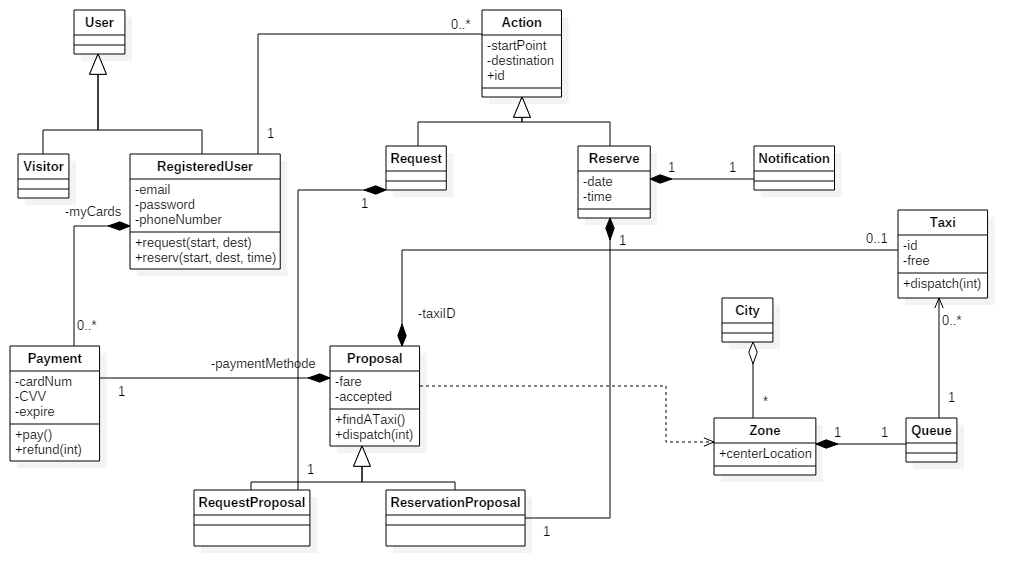 User
0..*
Action
-startPoint
-destination
+id
1
Visitor
RegisteredUser
-email
-password
-phoneNumber
+request(start, dest)
+reserv(start, dest, time)
Request
1
Reserve
-date
-time
1
1
Notification
-myCards
1
0..1
Taxi
-id
-free
+dispatch(int)
0..*
-taxiID
City
0..*
Payment
-cardNum
-CVV
-expire
+pay()
+refund(int)
1
-paymentMethode
Proposal
-fare
-accepted
+findATaxi()
+dispatch(int)
*
1
Zone
+centerLocation
1
1
Queue
1
RequestProposal
ReservationProposal
1